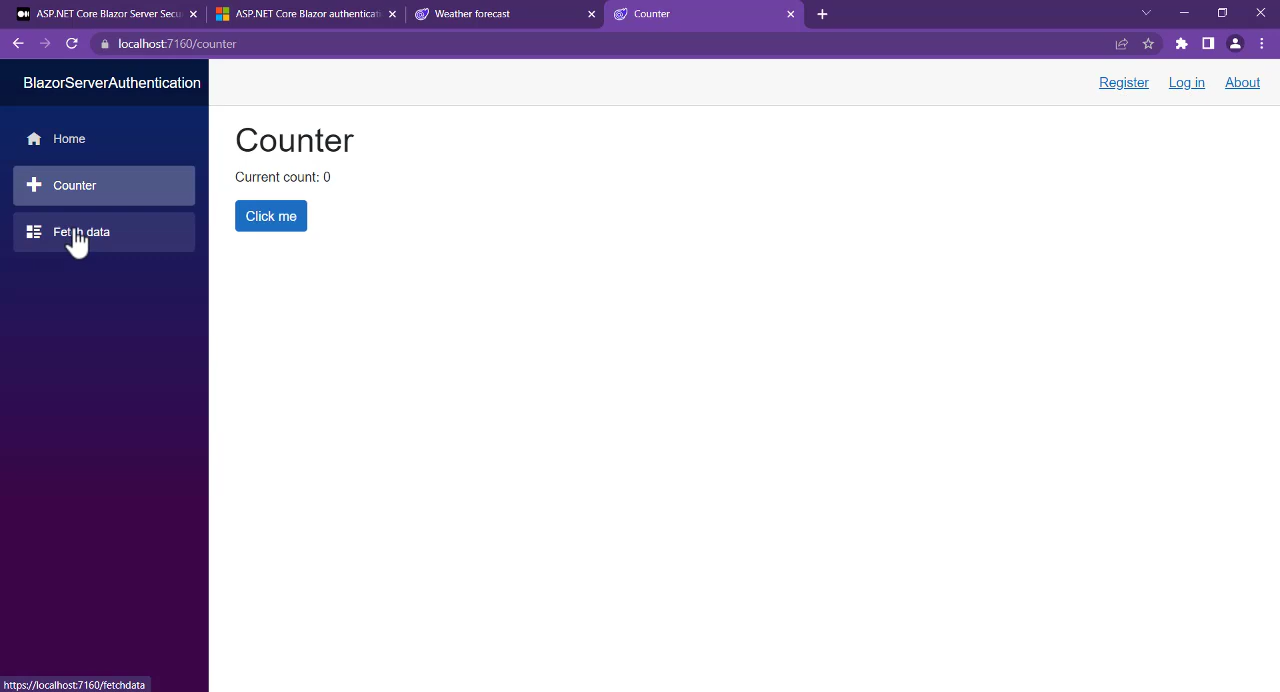 ASP.NET Core Blazor Server Secu
ASP.NET Core Blazor authenticati
Weather forecast
Counter
localhost:7160/counter
BlazorServerAuthentication
Register
Log in
About
Home
Counter
Fetch data
Counter
Current count: 0
Click me
https://localhost:7160/fetchdata